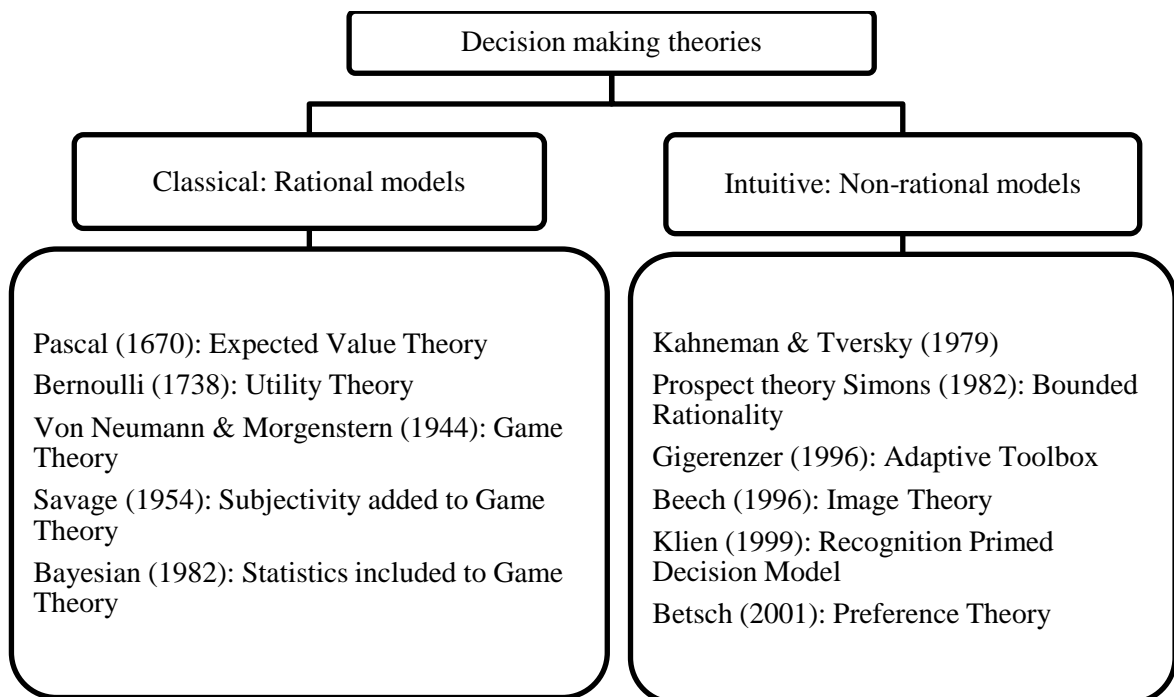 Decision making theories
Classical: Rational models
Intuitive: Non-rational models
Pascal (1670): Expected Value Theory
Bernoulli (1738): Utility Theory
Von Neumann & Morgenstern (1944): Game
Theory
Savage (1954): Subjectivity added to Game
Theory
Bayesian (1982): Statistics included to Game
Theory
Kahneman & Tversky (1979)
Prospect theory Simons (1982): Bounded
Rationality
Gigerenzer (1996): Adaptive Toolbox
Beech (1996): Image Theory
Klien (1999): Recognition Primed
Decision Model
Betsch (2001): Preference Theory